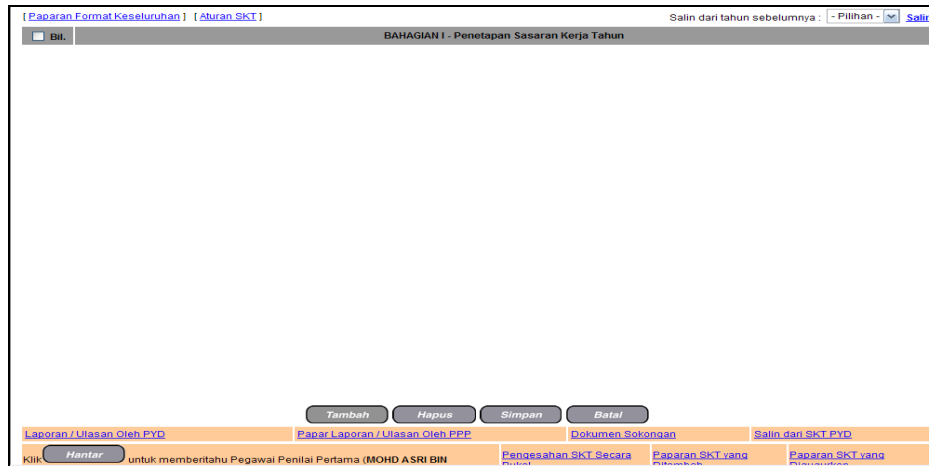 [ Paparan Format Keseluruhan ] [ Aturan SKT ] Salin dari tahun sebelumnya : - Pilihan - Salin
Bil. BAHAGIAN I - Penetapan Sasaran Kerja Tahun
Tambah Hapus Simpan Batal
Laporan / Ulasan Oleh PYD Papar Laporan / Ulasan Oleh PPP Dokumen Sokongan Salin dari SKT PYD
Klik Hantar untuk memberitahu Pegawai Penilai Pertama (MOHD ASRI BIN Pengesahan SKT Secara Paparan SKT yang Paparan SKT yang